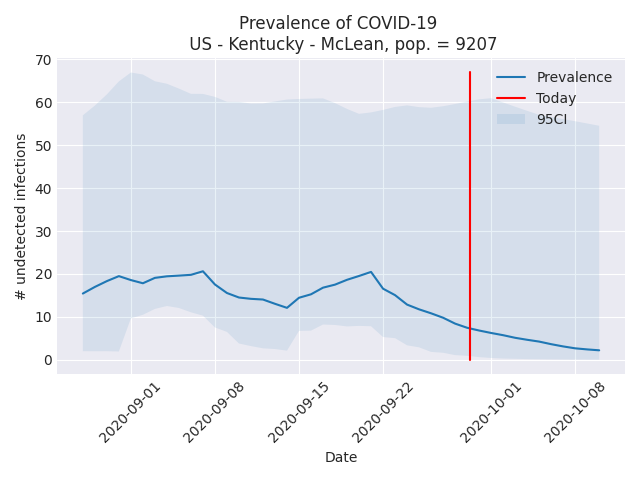 Prevalence of COVID-19
US - Kentucky - McLean, pop. = 9207
70
60
50
40
30
20
10
0
# undetected infections
Prevalence
Today
95CI
2020-09-01
2020-09-08
2020-09-15
2020-09-22
2020-10-01
2020-10-08
Date